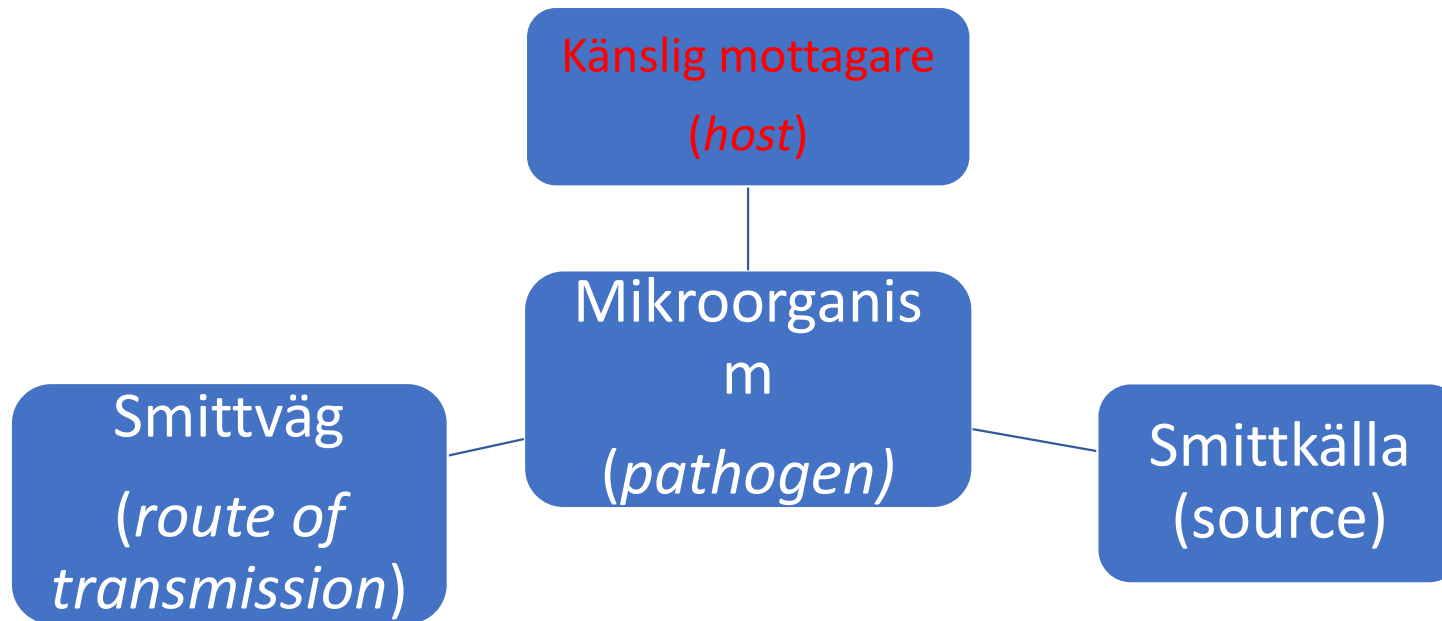 Känslig mottagare
(host)
Mikroorganis
m
(pathogen)
Smittväg
(route of
transmission)
Smittkälla
(source)